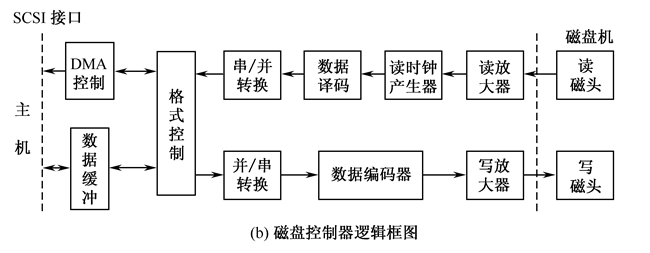 SCSI 接口
磁盘机
DMA
控制
串/并
转换
数据
译码
读时钟
产生器
读放
大器
读
磁头
主
机
格
式
控
制
数
据
缓
冲
并/串
转换
数据编码器
写放
大器
写
磁头
(b) 磁盘控制器逻辑框图